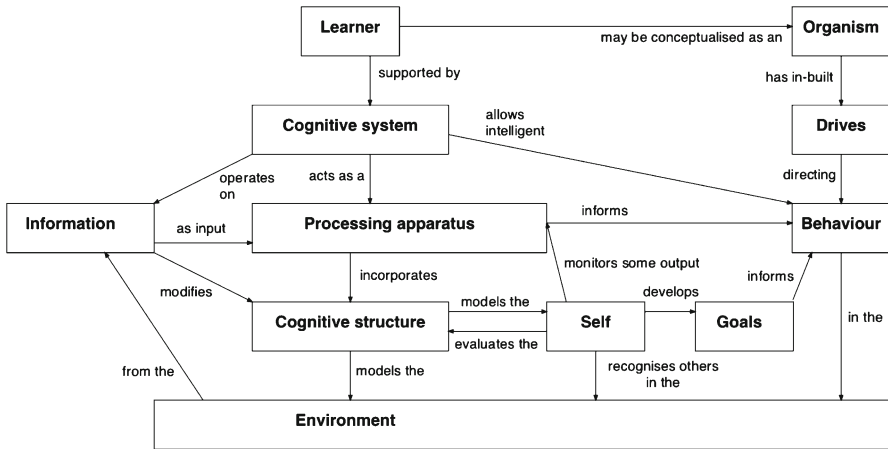 Learner
Organism
may be conceptualised as an
supported by
has in-built
Cognitive system
allows
intelligent
Drives
operates
on
acts as a
directing
Information
as input
Processing apparatus
informs
Behaviour
modifies
incorporates
monitors some output
informs
Cognitive structure
models the
evaluates the
Self
develops
Goals
in the
from the
models the
recognises others
in the
Environment